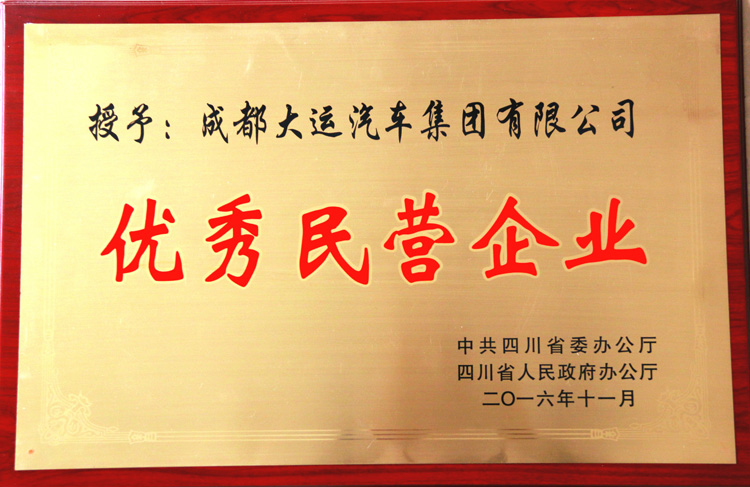 授予：成都大运汽车集团有限公司
优秀民营企业
中共四川省委办公厅
四川省人民政府办公厅
二〇一六年十一月